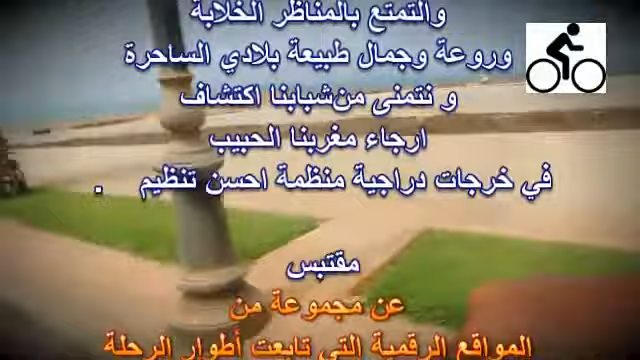 والتمتع بالمناظر الخلابة
وروعة وجمال طبيعة بلادي الساحرة
و نتمنى من شبابنا اكتشاف
ارجاء مغربنا الحبيب
في خرجات دراجية منظمة احسن تنظيم .
مقتبس
عن مجموعة من
المواقع الرقمية التي تابعت أطوار الرحلة